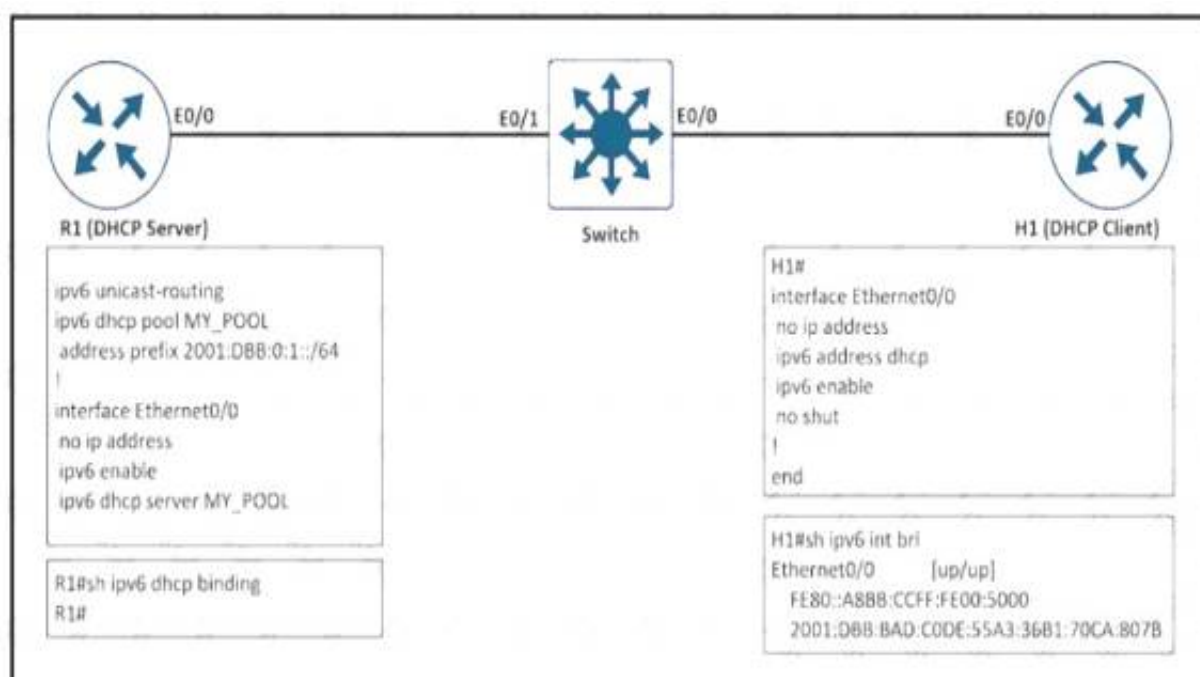 E0/0
E0/1
E0/0
E0/0
R1 (DHCP Server)
Switch
H1 (DHCP Client)
ipv6 unicast-routing
ipv6 dhcp pool MY_POOL
address prefix 2001:DBB:0:1::/64
!
interface Ethernet0/0
no ip address
ipv6 enable
ipv6 dhcp server MY_POOL
R1#sh ipv6 dhcp binding
R1#
H1#
interface Ethernet0/0
no ip address
ipv6 address dhcp
ipv6 enable
no shut
!
end
H1#sh ipv6 int bri
Ethernet0/0 [up/up]
FE80::A8BB:CCFF:FE00:5000
2001:DBB:BAD:C0DE:55A3:36B1:70CA:807B